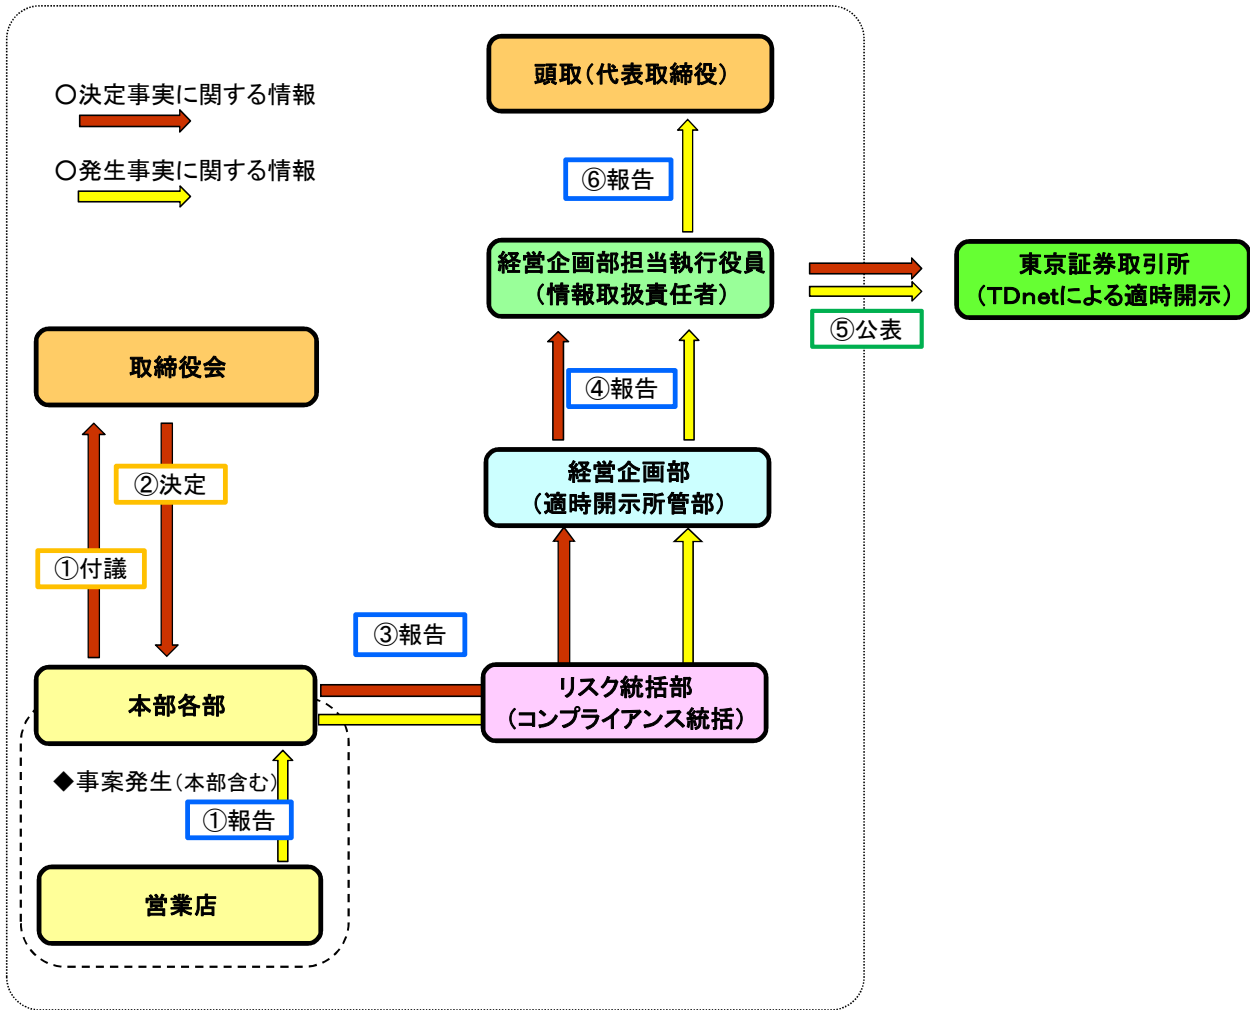 頭取(代表取締役)
〇決定事実に関する情報
〇発生事実に関する情報
⑥報告
経営企画部担当執行役員
(情報取扱責任者)
東京証券取引所
(TDnetによる適時開示)
⑤公表
取締役会
④報告
②決定
経営企画部
(適時開示所管部)
①付議
③報告
本部各部
リスク統括部
(コンプライアンス統括)
◆事案発生(本部含む)
①報告
営業店